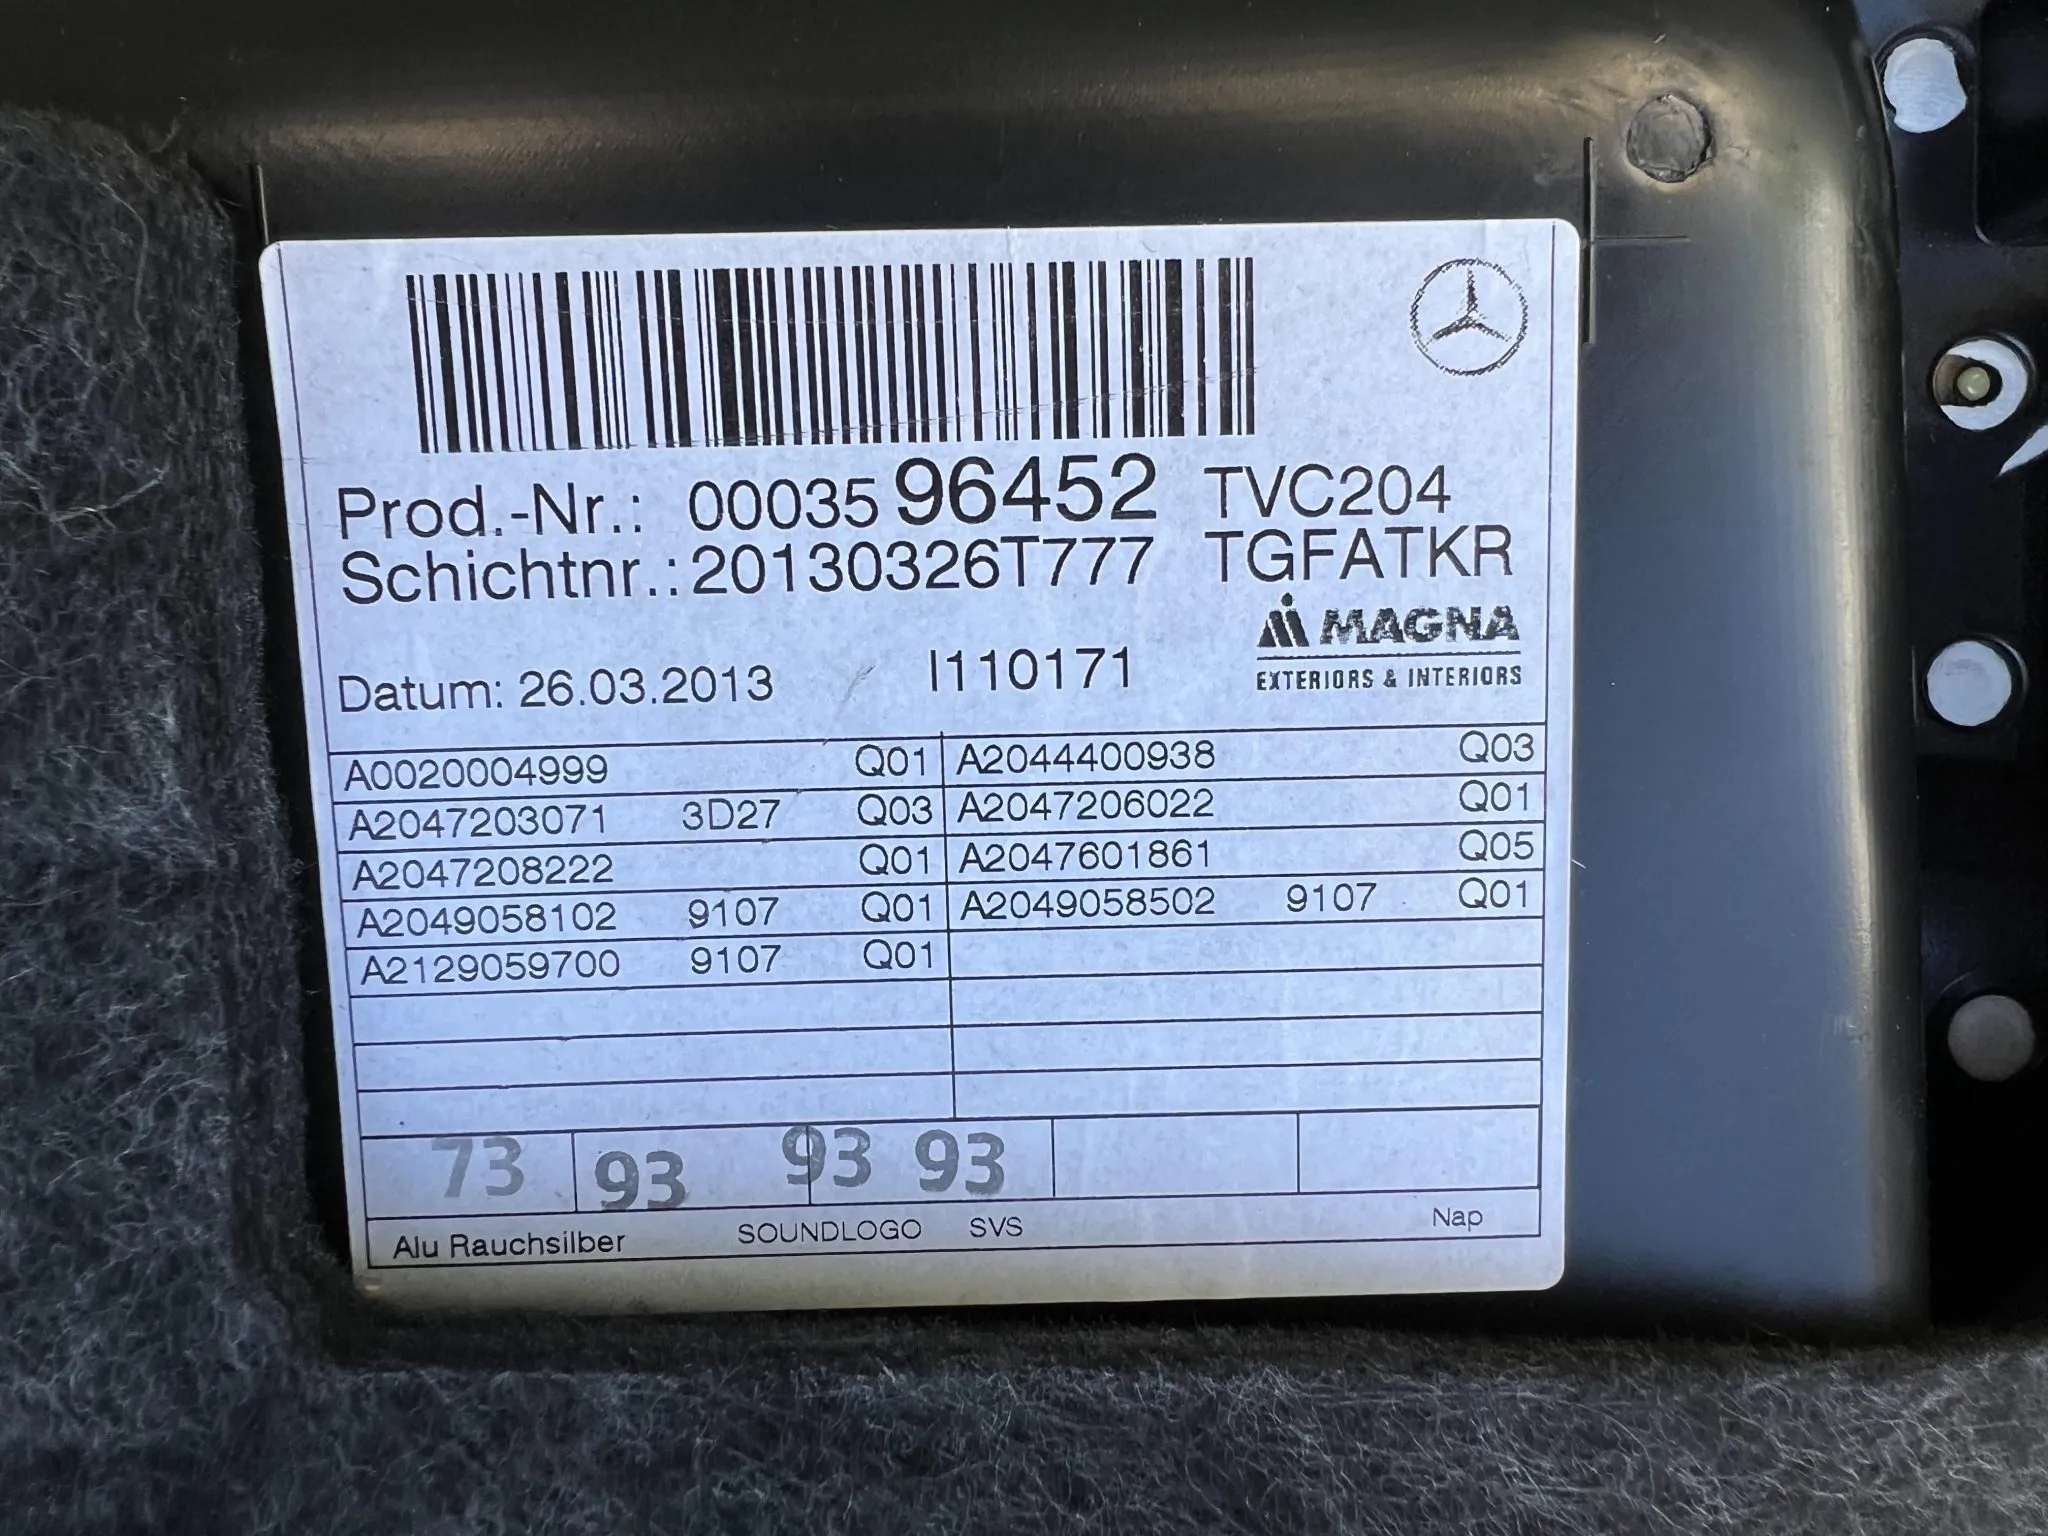 Prod.-Nr.: 0003596452 TVC204
Schichtnr.: 20130326T777 TGFATKR
MAGNA
EXTERIORS & INTERIORS
Datum: 26.03.2013 I110171
A0020004999 Q01 A2044400938 Q03
A2047203071 3D27 Q03 A2047206022 Q01
A2047208222 Q01 A2047601861 Q05
A2049058102 9107 Q01 A2049058502 9107 Q01
A2129059700 9107 Q01
73 93 93 93
Alu Rauchsilber SOUNDLOGO SVS Nap